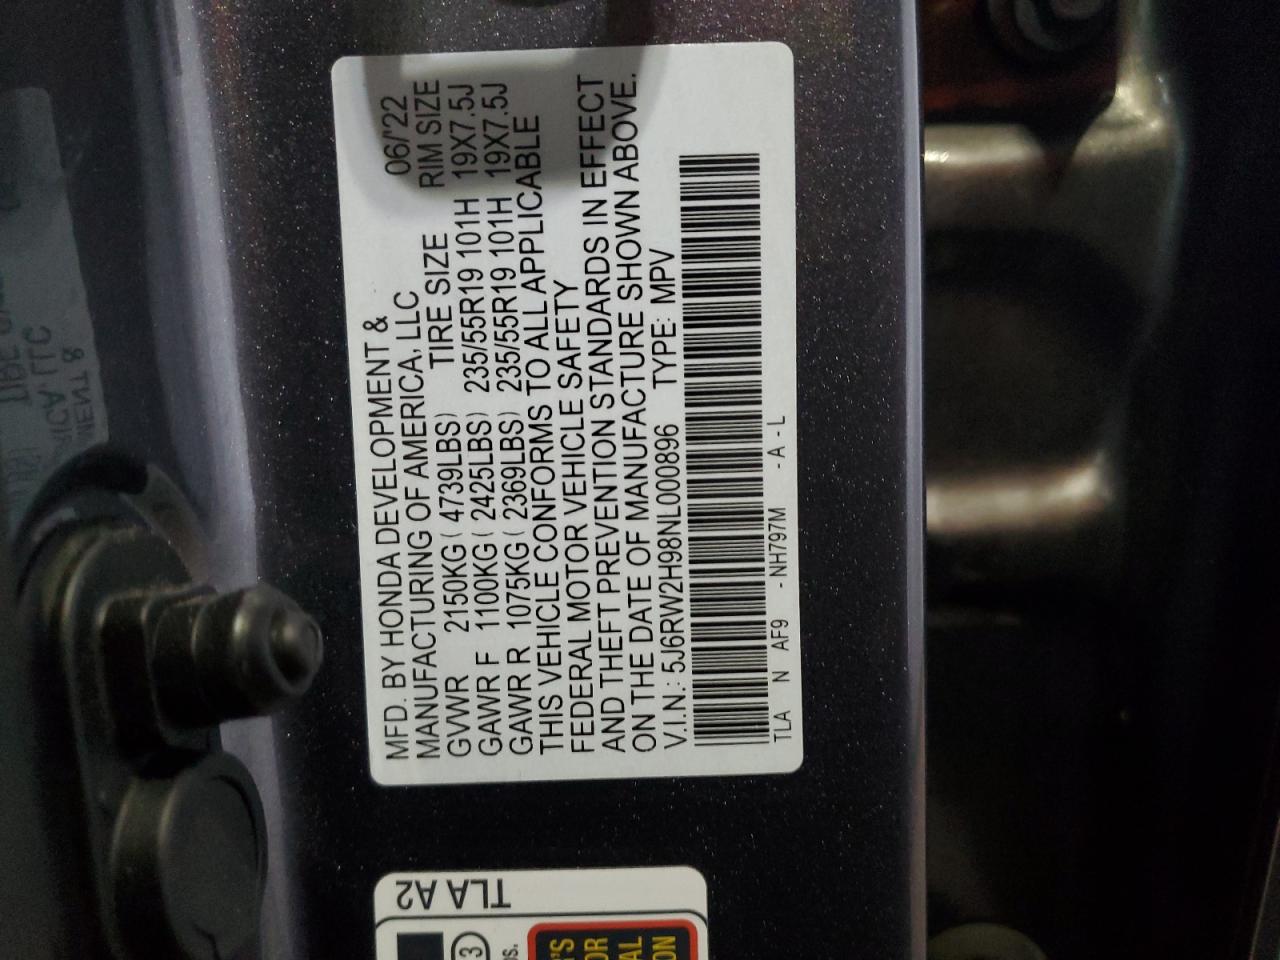 MFD. BY HONDA DEVELOPMENT & 06/'22
MANUFACTURING OF AMERICA, LLC
TIRE SIZE RIM SIZE
GVWR 2150KG ( 4739LBS) 235/55R19 101H 19X7.5J
GAWR F 1100KG ( 2425LBS) 235/55R19 101H 19X7.5J
GAWR R 1075KG ( 2369LBS)
THIS VEHICLE CONFORMS TO ALL APPLICABLE
FEDERAL MOTOR VEHICLE SAFETY
AND THEFT PREVENTION STANDARDS IN EFFECT
ON THE DATE OF MANUFACTURE SHOWN ABOVE.
V.I.N.: 5J6RW2H98NL000896 TYPE: MPV
TLA N AF9 - NH797M - A - L
TLA A2
3